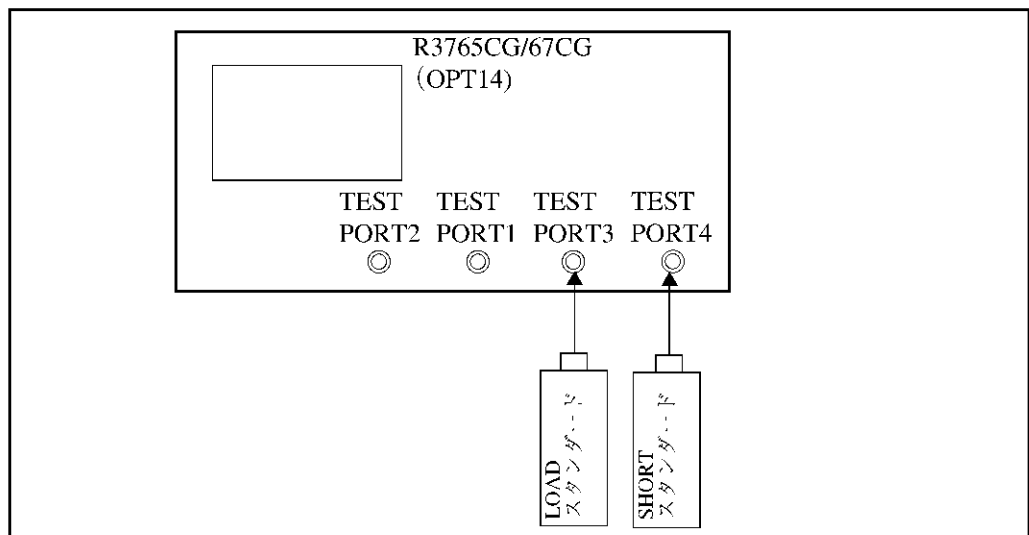 R3765CG/67CG
(OPT14)
TEST PORT2
TEST PORT1
TEST PORT3
TEST PORT4
LOAD
スタンダード
SHORT
スタンダード